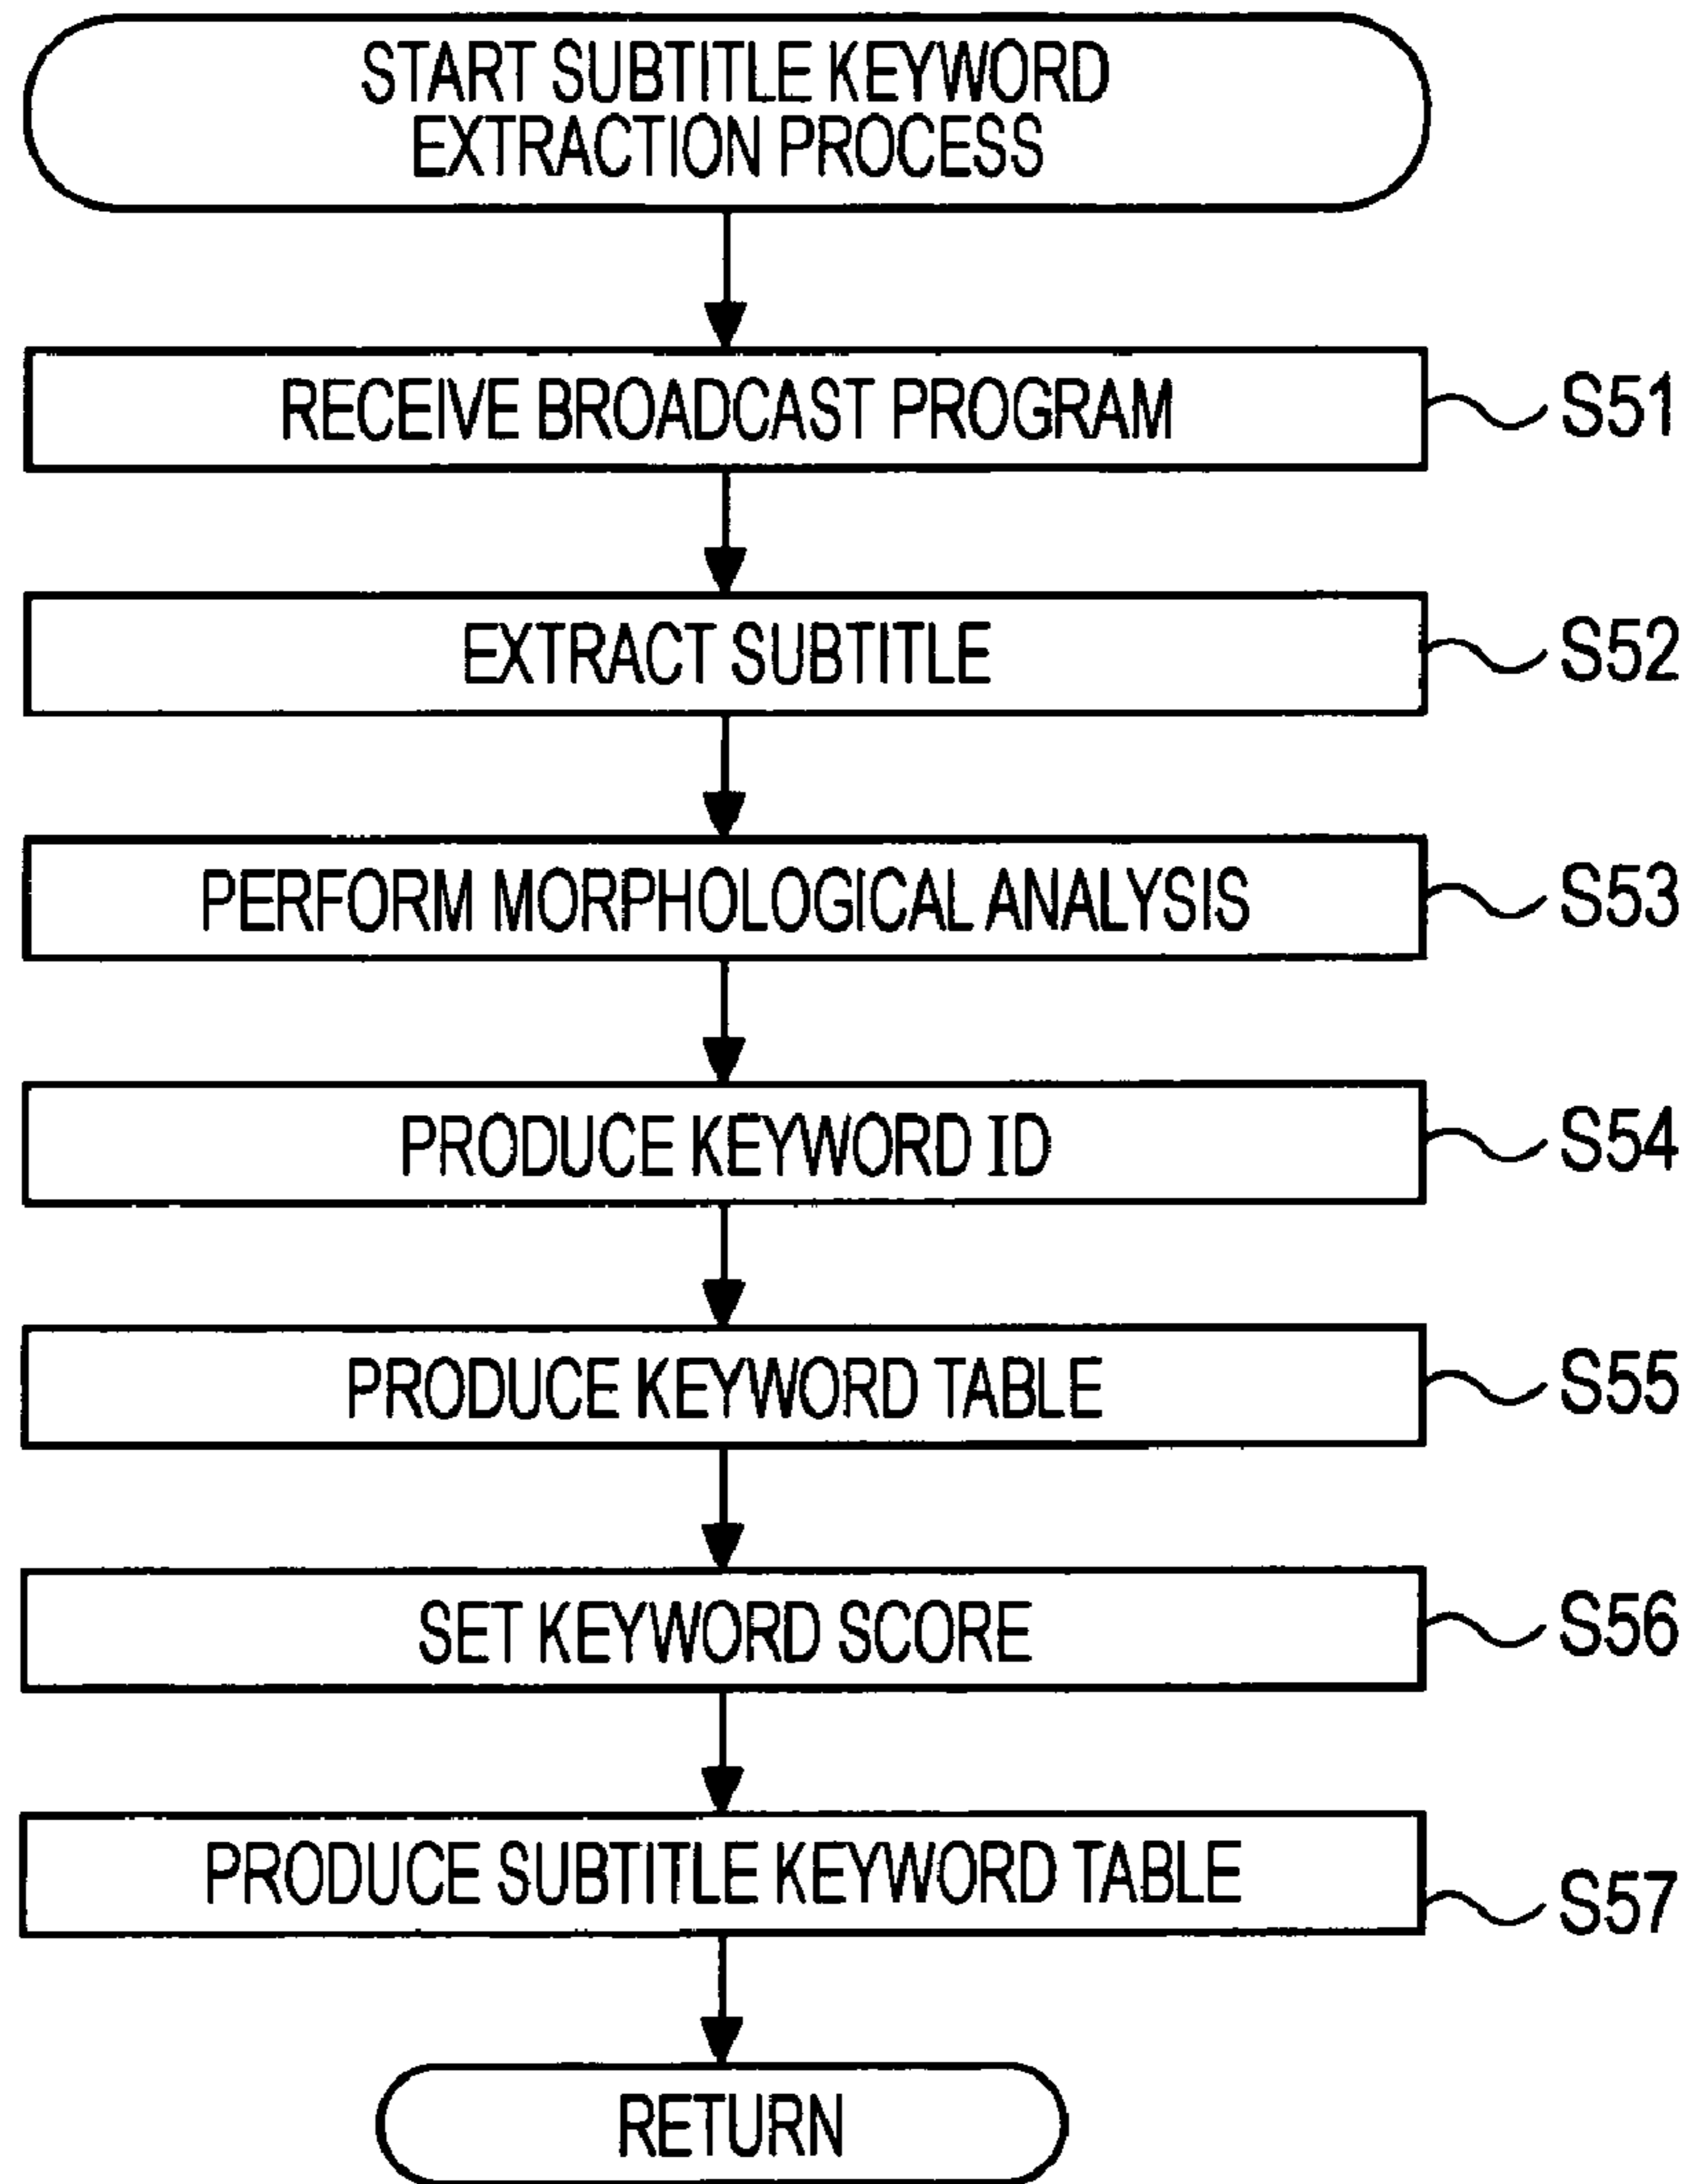 START SUBTITLE KEYWORD
EXTRACTION PROCESS
RECEIVE BROADCAST PROGRAM
S51
EXTRACT SUBTITLE
S52
PERFORM MORPHOLOGICAL ANALYSIS
S53
PRODUCE KEYWORD ID
S54
PRODUCE KEYWORD TABLE
S55
SET KEYWORD SCORE
S56
PRODUCE SUBTITLE KEYWORD TABLE
S57
RETURN